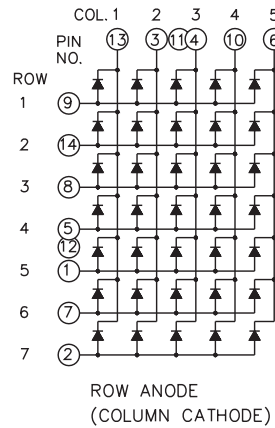 COL. 1 2 3 4 5
PIN NO. 13 3 11 4 10 6
ROW
1 9
2 14
3 8
4 5
12
5 1
6 7
7 2
ROW ANODE
(COLUMN CATHODE)